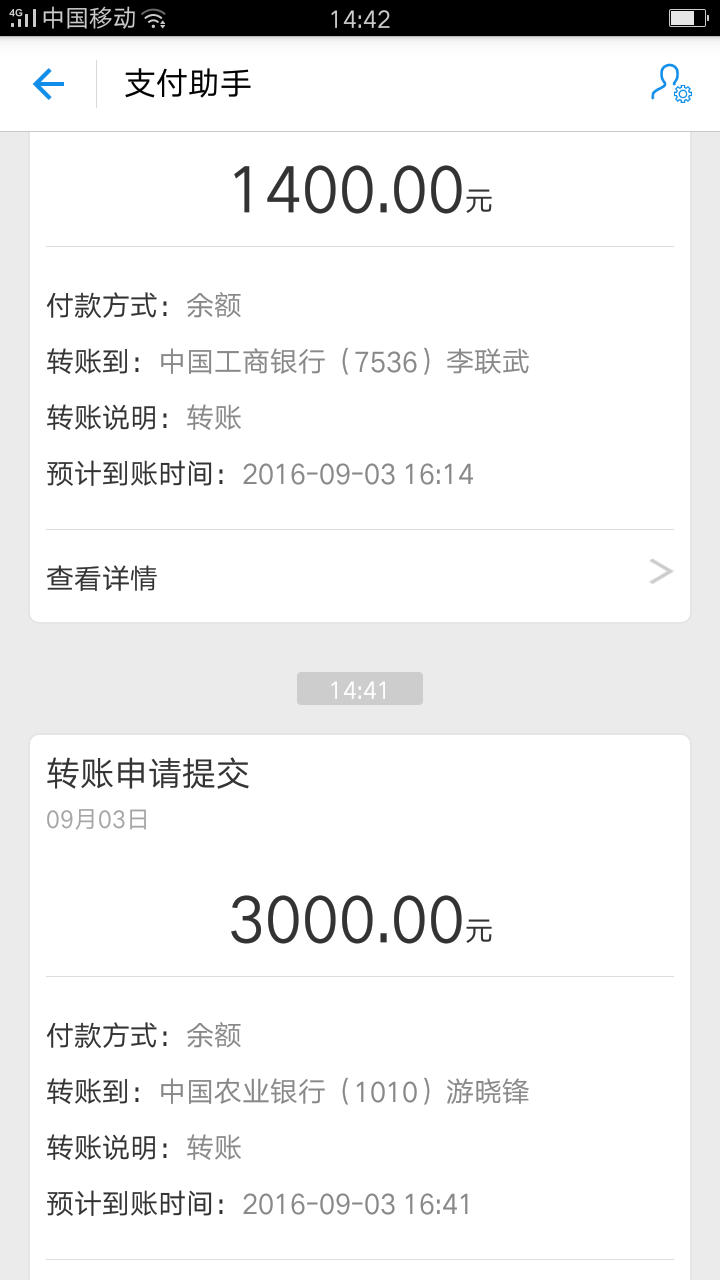 4G 中国移动 14:42
支付助手
1400.00元
付款方式：余额
转账到：中国工商银行（7536）李联武
转账说明：转账
预计到账时间：2016-09-03 16:14
查看详情
14:41
转账申请提交
09月03日
3000.00元
付款方式：余额
转账到：中国农业银行（1010）游晓锋
转账说明：转账
预计到账时间：2016-09-03 16:41